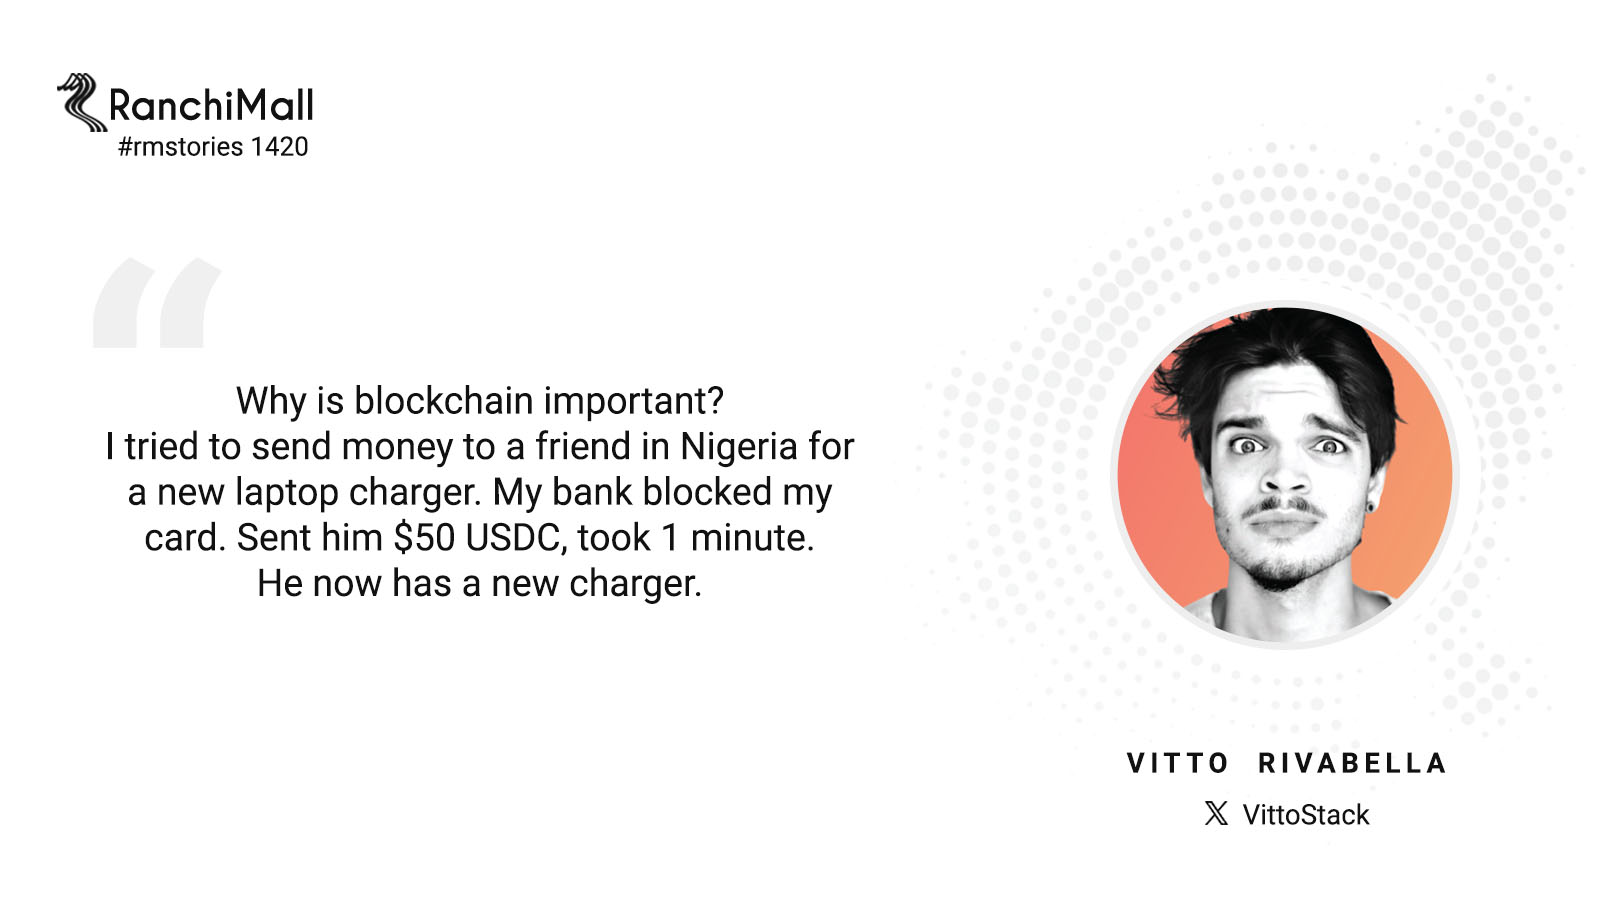 RanchiMall
#rmstories 1420
“
Why is blockchain important?
I tried to send money to a friend in Nigeria for
a new laptop charger. My bank blocked my
card. Sent him $50 USDC, took 1 minute.
He now has a new charger.
VITTO RIVABELLA
𝕏 VittoStack